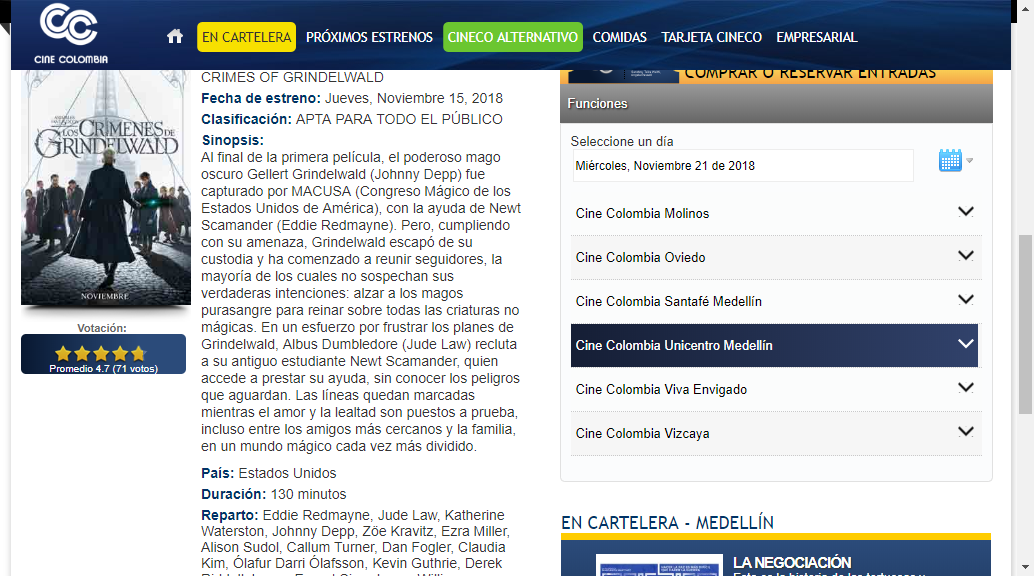 CINE COLOMBIA
EN CARTELERA
PRÓXIMOS ESTRENOS
CINECO ALTERNATIVO
COMIDAS
TARJETA CINECO
EMPRESARIAL
LOS CRÍMENES DE
GRINDELWALD
NOVIEMBRE
Votación:
Promedio 4.7 (71 votos)
CRIMES OF GRINDELWALD
Fecha de estreno: Jueves, Noviembre 15, 2018
Clasificación: APTA PARA TODO EL PÚBLICO
Sinopsis:
Al final de la primera película, el poderoso mago
oscuro Gellert Grindelwald (Johnny Depp) fue
capturado por MACUSA (Congreso Mágico de los
Estados Unidos de América), con la ayuda de Newt
Scamander (Eddie Redmayne). Pero, cumpliendo
con su amenaza, Grindelwald escapó de su
custodia y ha comenzado a reunir seguidores, la
mayoría de los cuales no sospechan sus
verdaderas intenciones: alzar a los magos
purasangre para reinar sobre todas las criaturas no
mágicas. En un esfuerzo por frustrar los planes de
Grindelwald, Albus Dumbledore (Jude Law) recluta
a su antiguo estudiante Newt Scamander, quien
accede a prestar su ayuda, sin conocer los peligros
que aguardan. Las líneas quedan marcadas
mientras el amor y la lealtad son puestos a prueba,
incluso entre los amigos más cercanos y la familia,
en un mundo mágico cada vez más dividido.
País: Estados Unidos
Duración: 130 minutos
Reparto: Eddie Redmayne, Jude Law, Katherine
Waterston, Johnny Depp, Zöe Kravitz, Ezra Miller,
Alison Sudol, Callum Turner, Dan Fogler, Claudia
Kim, Ólafur Darri Ólafsson, Kevin Guthrie, Derek
COMPRAR O RESERVAR ENTRADAS
Funciones
Seleccione un día
Miércoles, Noviembre 21 de 2018
Cine Colombia Molinos
Cine Colombia Oviedo
Cine Colombia Santafé Medellín
Cine Colombia Unicentro Medellín
Cine Colombia Viva Envigado
Cine Colombia Vizcaya
EN CARTELERA - MEDELLÍN
LA NEGOCIACIÓN